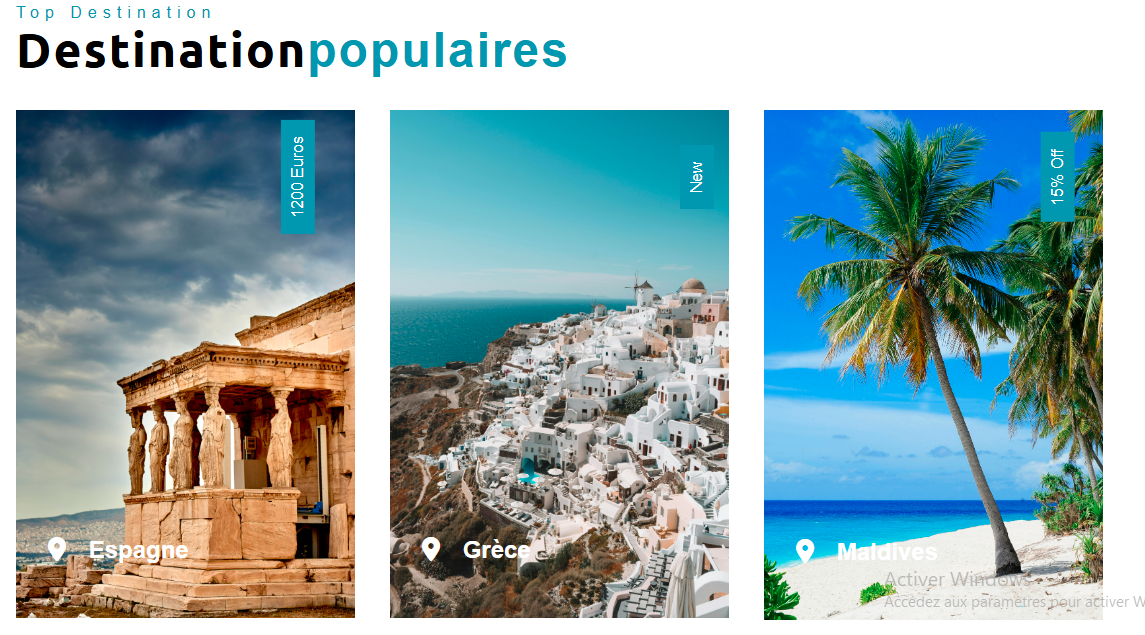 Top Destination
Destinationpopulaires
1200 Euros
New
15% Off
Espagne
Grèce
Maldives
Activer Windows
Accédez aux paramètres pour activer W